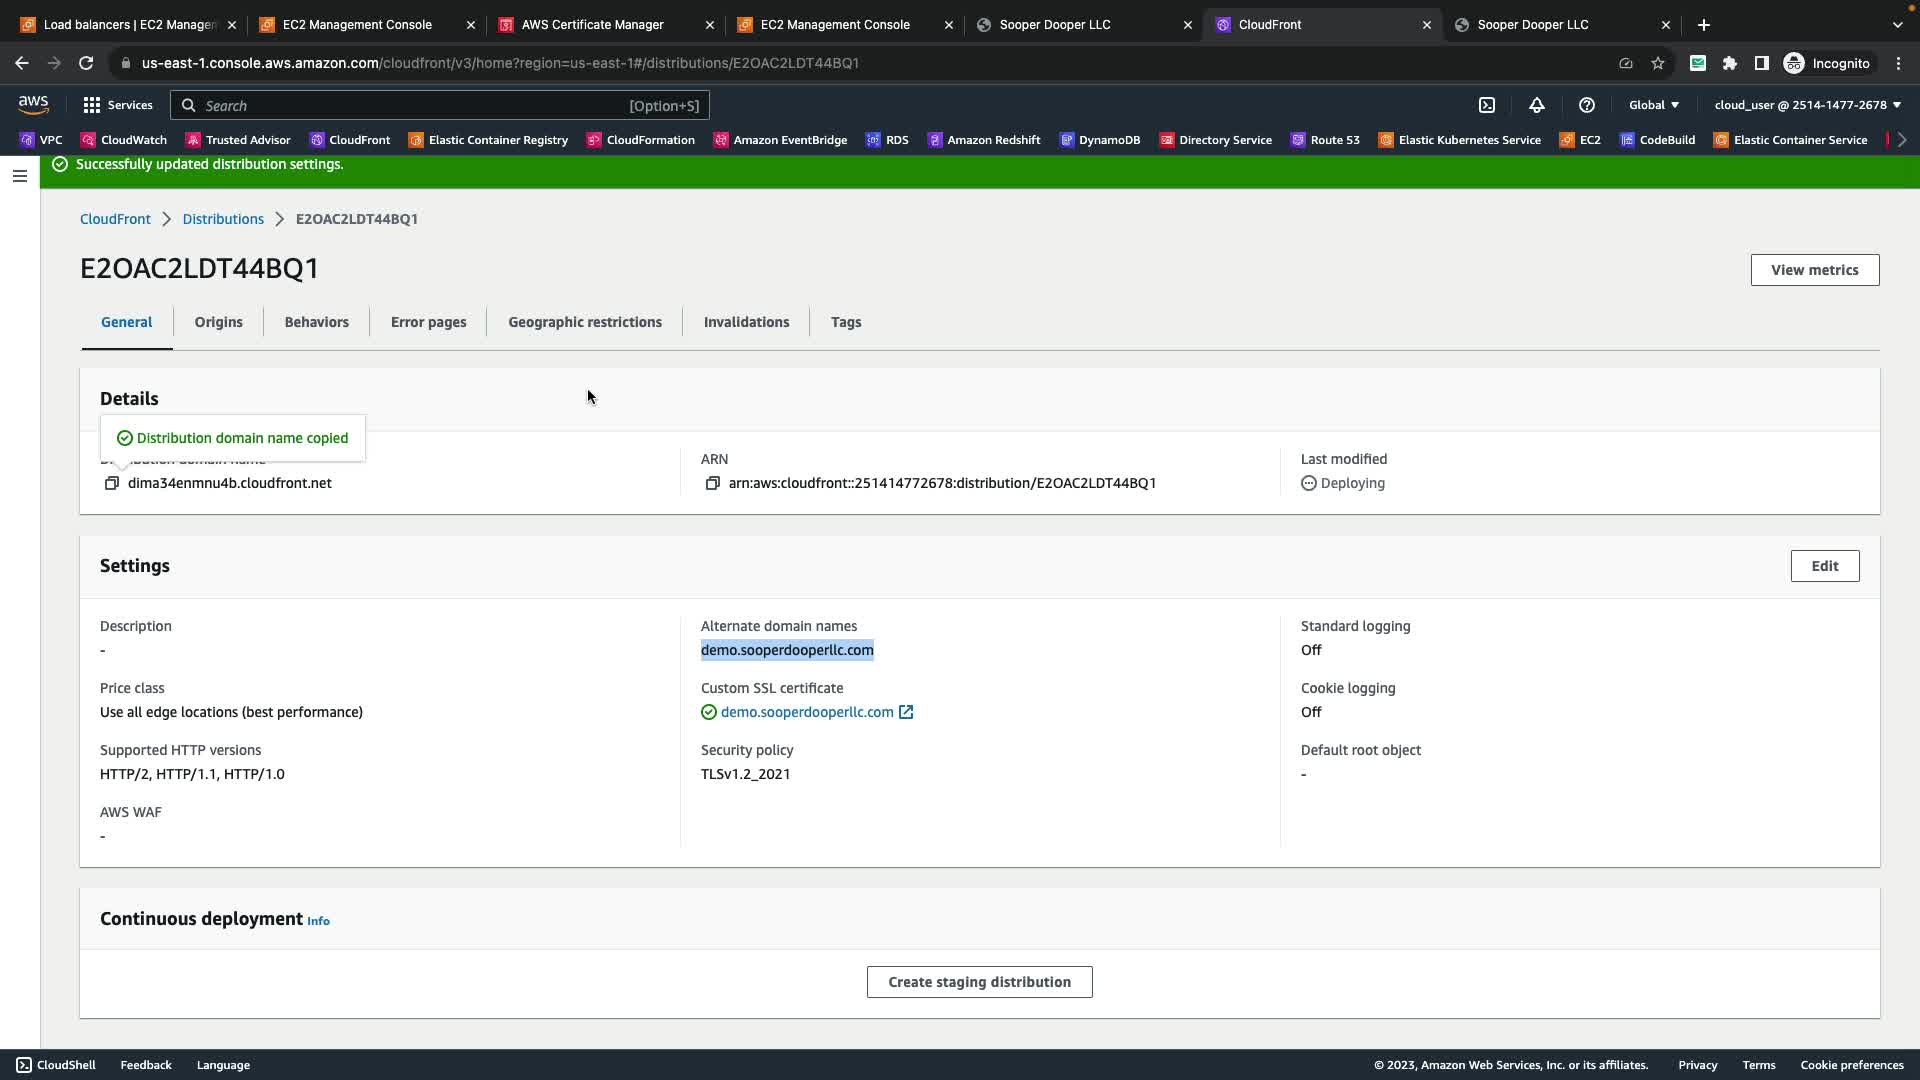 Load balancers | EC2 Manager
EC2 Management Console
AWS Certificate Manager
EC2 Management Console
Sooper Dooper LLC
CloudFront
Sooper Dooper LLC
us-east-1.console.aws.amazon.com/cloudfront/v3/home?region=us-east-1#/distributions/E2OAC2LDT44BQ1
Incognito
aws
Services
Search
[Option+S]
Global
cloud_user @ 2514-1477-2678
VPC
CloudWatch
Trusted Advisor
CloudFront
Elastic Container Registry
CloudFormation
Amazon EventBridge
RDS
Amazon Redshift
DynamoDB
Directory Service
Route 53
Elastic Kubernetes Service
EC2
CodeBuild
Elastic Container Service
Successfully updated distribution settings.
CloudFront
Distributions
E2OAC2LDT44BQ1
E2OAC2LDT44BQ1
View metrics
General
Origins
Behaviors
Error pages
Geographic restrictions
Invalidations
Tags
Details
Distribution domain name copied
dima34enmnu4b.cloudfront.net
ARN
arn:aws:cloudfront::251414772678:distribution/E2OAC2LDT44BQ1
Last modified
Deploying
Settings
Edit
Description
-
Price class
Use all edge locations (best performance)
Supported HTTP versions
HTTP/2, HTTP/1.1, HTTP/1.0
AWS WAF
-
Alternate domain names
demo.sooperdooperllc.com
Custom SSL certificate
demo.sooperdooperllc.com
Security policy
TLSv1.2_2021
Standard logging
Off
Cookie logging
Off
Default root object
-
Continuous deployment Info
Create staging distribution
CloudShell
Feedback
Language
© 2023, Amazon Web Services, Inc. or its affiliates.
Privacy
Terms
Cookie preferences